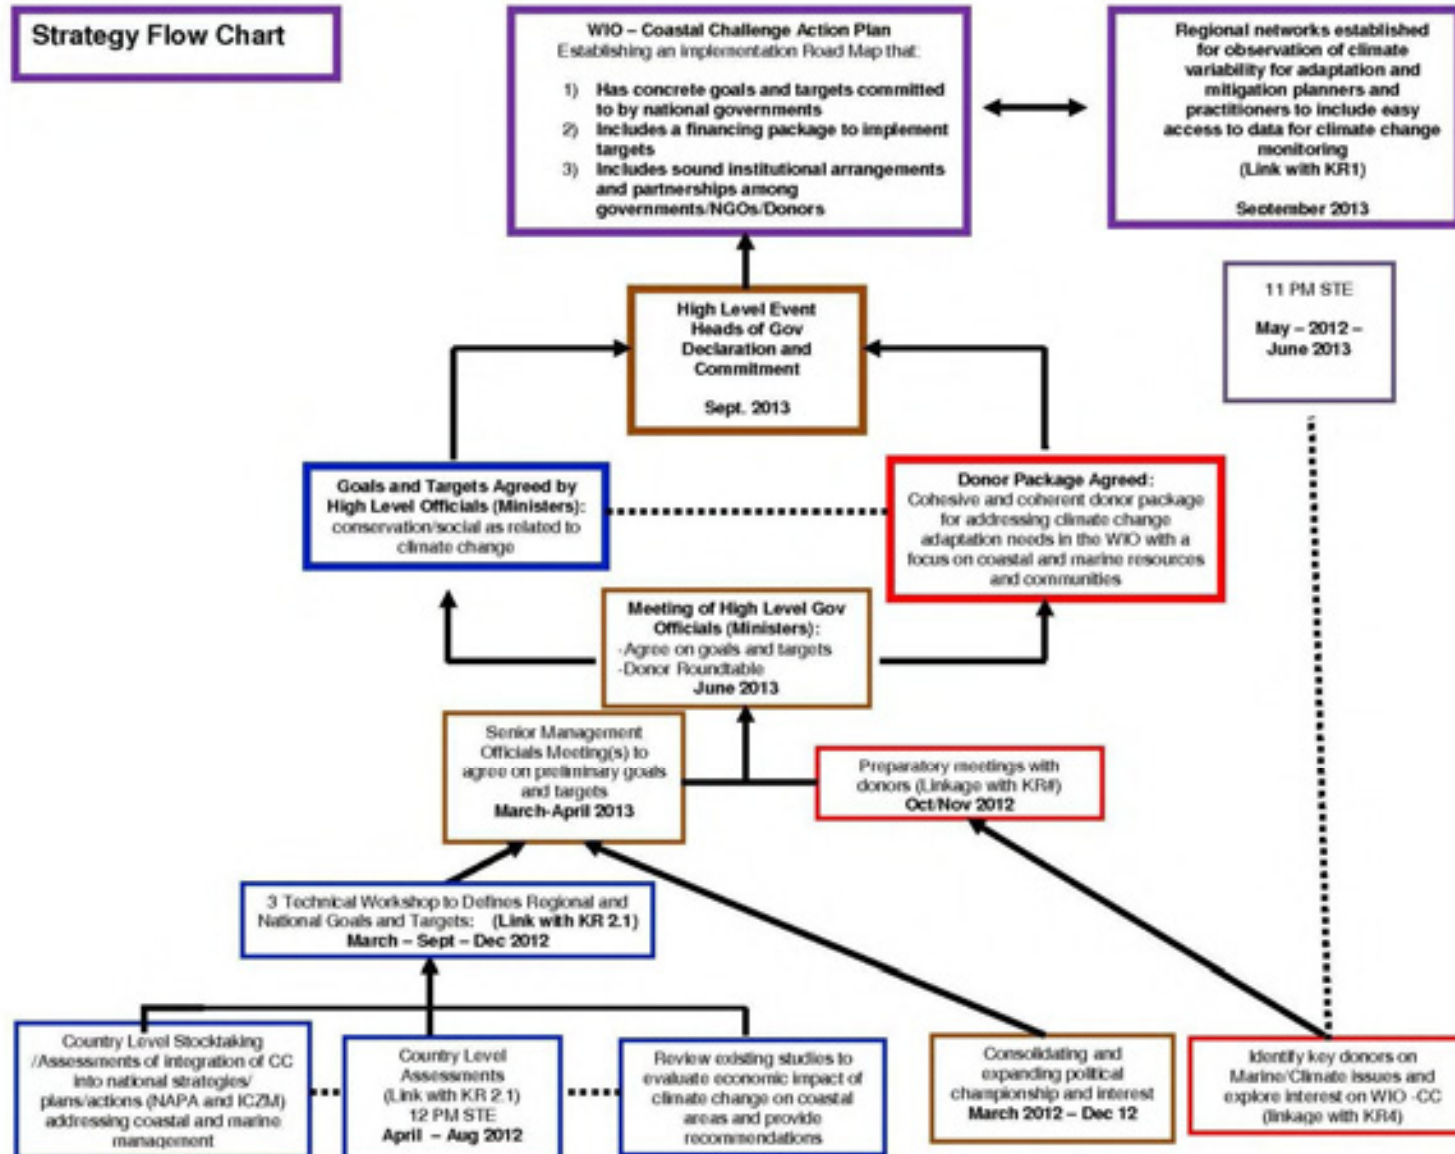 Strategy Flow Chart
WIO – Coastal Challenge Action Plan
Establishing an implementation Road Map that:
1) Has concrete goals and targets committed
to by national governments
2) Includes a financing package to implement
targets
3) Includes sound institutional arrangements
and partnerships among
governments/NGOs/Donors
Regional networks established
for observation of climate
variability for adaptation and
mitigation planners and
practitioners to include easy
access to data for climate change
monitoring
(Link with KR1)
September 2013
11 PM STE
May – 2012 –
June 2013
High Level Event
Heads of Gov
Declaration and
Commitment
Sept. 2013
Goals and Targets Agreed by
High Level Officials (Ministers):
conservation/social as related to
climate change
Donor Package Agreed:
Cohesive and coherent donor package
for addressing climate change
adaptation needs in the WIO with a
focus on coastal and marine resources
and communities
Meeting of High Level Gov
Officials (Ministers):
-Agree on goals and targets
-Donor Roundtable
June 2013
Senior Management
Officials Meeting(s) to
agree on preliminary goals
and targets
March-April 2013
Preparatory meetings with
donors (Linkage with KR#)
Oct/Nov 2012
3 Technical Workshop to Defines Regional and
National Goals and Targets: (Link with KR 2.1)
March – Sept – Dec 2012
Country Level Stocktaking
/Assessments of integration of CC
into national strategies/
plans/actions (NAPA and ICZM)
addressing coastal and marine
management
Country Level
Assessments
(Link with KR 2.1)
12 PM STE
April – Aug 2012
Review existing studies to
evaluate economic impact of
climate change on coastal
areas and provide
recommendations
Consolidating and
expanding political
championship and interest
March 2012 – Dec 12
Identify key donors on
Marine/Climate issues and
explore interest on WIO -CC
(linkage with KR4)